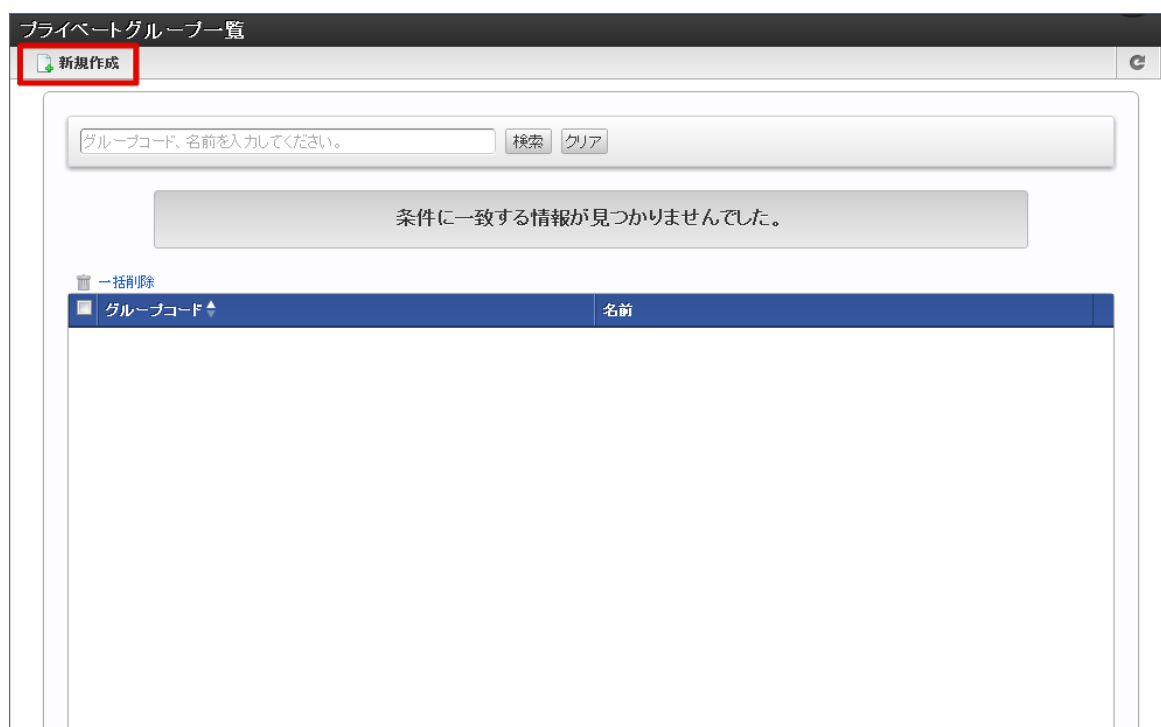 プライベートグループ一覧
新規作成
グループコード、名前を入力してください。 検索 クリア
条件に一致する情報が見つかりませんでした。
一括削除
グループコード 名前